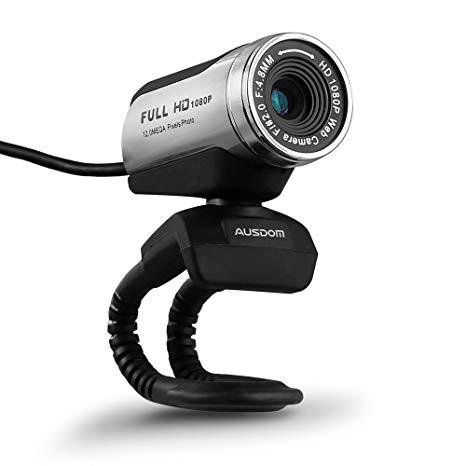 FULL HD 1080P
12.0MEGA Pixels Photo
HD 1080P Web Camera F/#2.0 F:4.8MM
AUSDOM